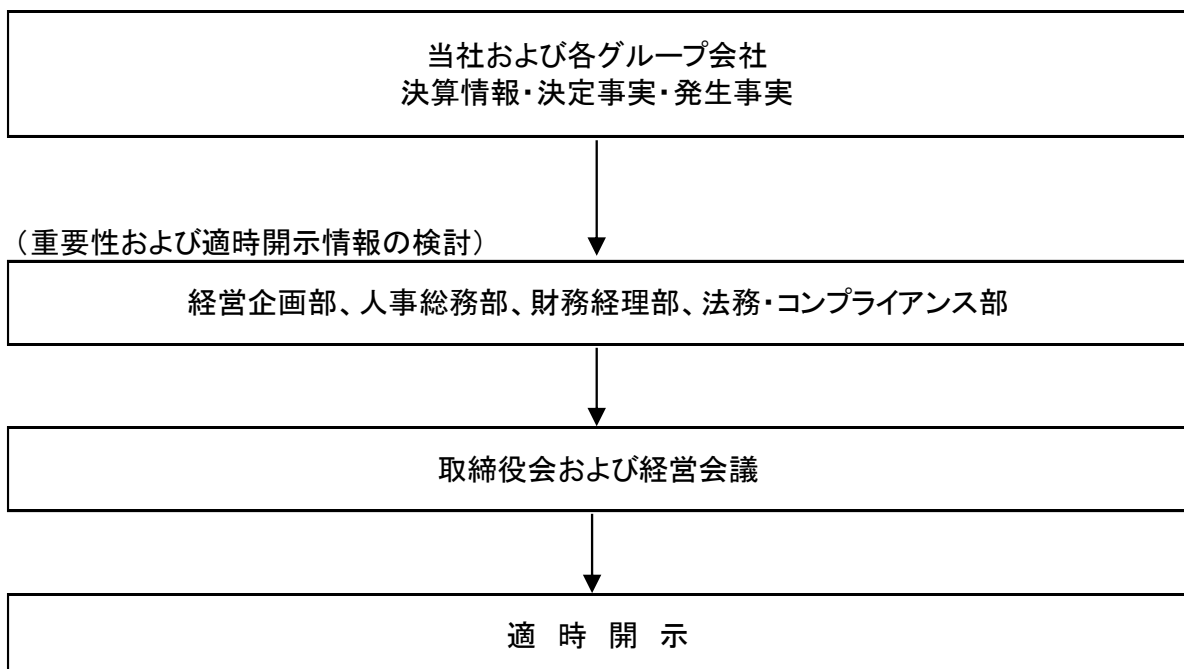 当社および各グループ会社
決算情報・決定事実・発生事実
（重要性および適時開示情報の検討）
経営企画部、人事総務部、財務経理部、法務・コンプライアンス部
取締役会および経営会議
適 時 開 示